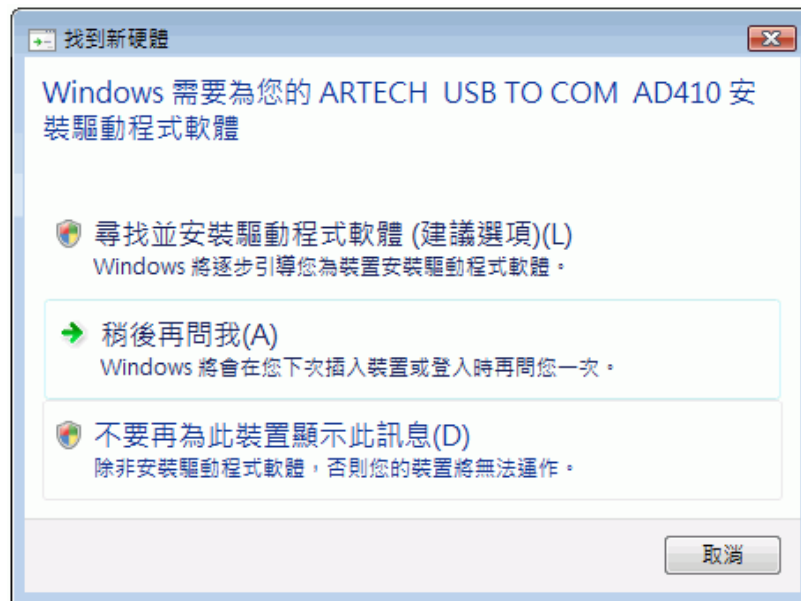 找到新硬體
Windows 需要為您的 ARTECH  USB TO COM  AD410 安
裝驅動程式軟體
尋找並安裝驅動程式軟體 (建議選項)(L)
Windows 將逐步引導您為裝置安裝驅動程式軟體。
稍後再問我(A)
Windows 將會在您下次插入裝置或登入時再問您一次。
不要再為此裝置顯示此訊息(D)
除非安裝驅動程式軟體，否則您的裝置將無法運作。
取消